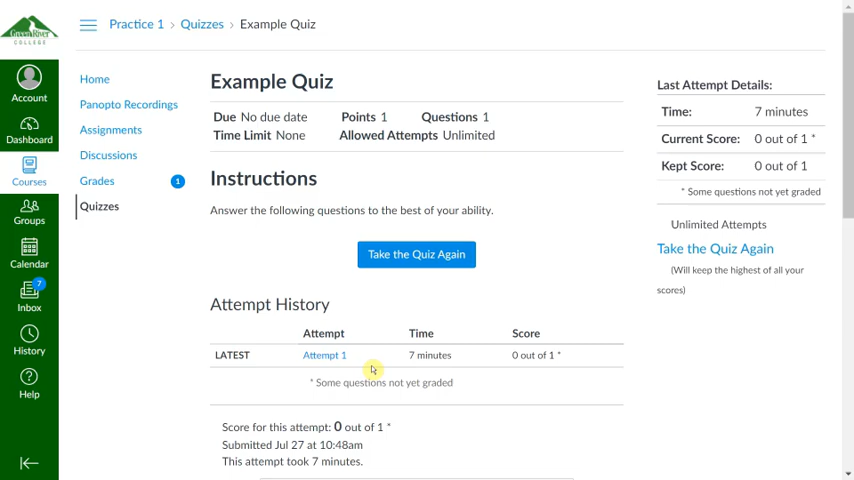 Green River
COLLEGE
Account
Dashboard
Courses
Groups
Calendar
7
Inbox
History
Help
Practice 1 > Quizzes > Example Quiz
Home
Panopto Recordings
Assignments
Discussions
Grades 1
Quizzes
Example Quiz
Due No due date Points 1 Questions 1
Time Limit None Allowed Attempts Unlimited
Instructions
Answer the following questions to the best of your ability.
Take the Quiz Again
Attempt History
Attempt Time Score
LATEST Attempt 1 7 minutes 0 out of 1 *
* Some questions not yet graded
Score for this attempt: 0 out of 1 *
Submitted Jul 27 at 10:48am
This attempt took 7 minutes.
Last Attempt Details:
Time: 7 minutes
Current Score: 0 out of 1 *
Kept Score: 0 out of 1
* Some questions not yet graded
Unlimited Attempts
Take the Quiz Again
(Will keep the highest of all your
scores)